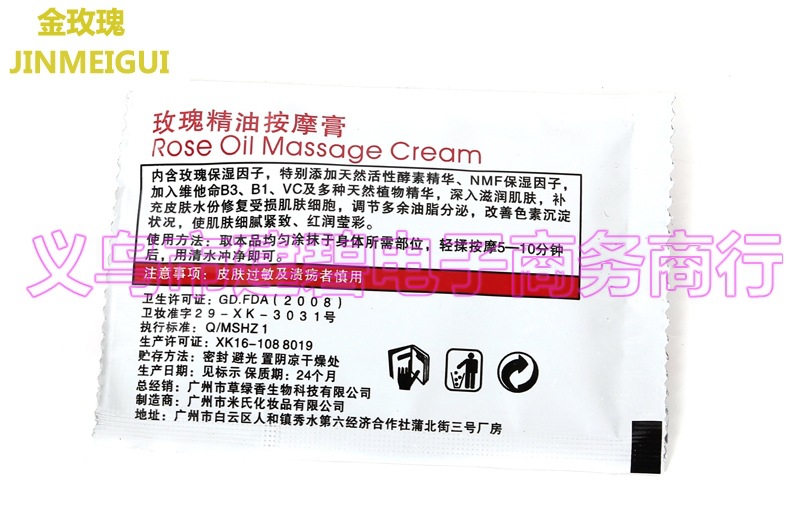 金玫瑰
JINMEIGUI
玫瑰精油按摩膏
Rose Oil Massage Cream
内含玫瑰保湿因子，特别添加天然活性酵素精华、NMF保湿因子，
加入维他命B3、B1、VC及多种天然植物精华，深入滋润肌肤，补
充皮肤水份修复受损肌肤细胞，调节多余油脂分泌，改善色素沉淀
状况，使肌肤细腻紧致、红润莹彩。
使用方法：取本品均匀涂抹于身体所需部位，轻揉按摩5—10分钟
后，用清水冲净即可。
注意事项：皮肤过敏及溃疡者慎用
义乌市进碧电子商务商行
卫生许可证：GD.FDA（2008）
卫妆准字29-XK-3031号
执行标准：Q/MSHZ1
生产许可证：XK16-108 8019
贮存方法：密封 避光 置阴凉干燥处
生产日期：见标示 保质期：24个月
总经销：广州市草绿香生物科技有限公司
制造商：广州市米氏化妆品有限公司
地址：广州市白云区人和镇秀水第六经济合作社蒲北街三号厂房